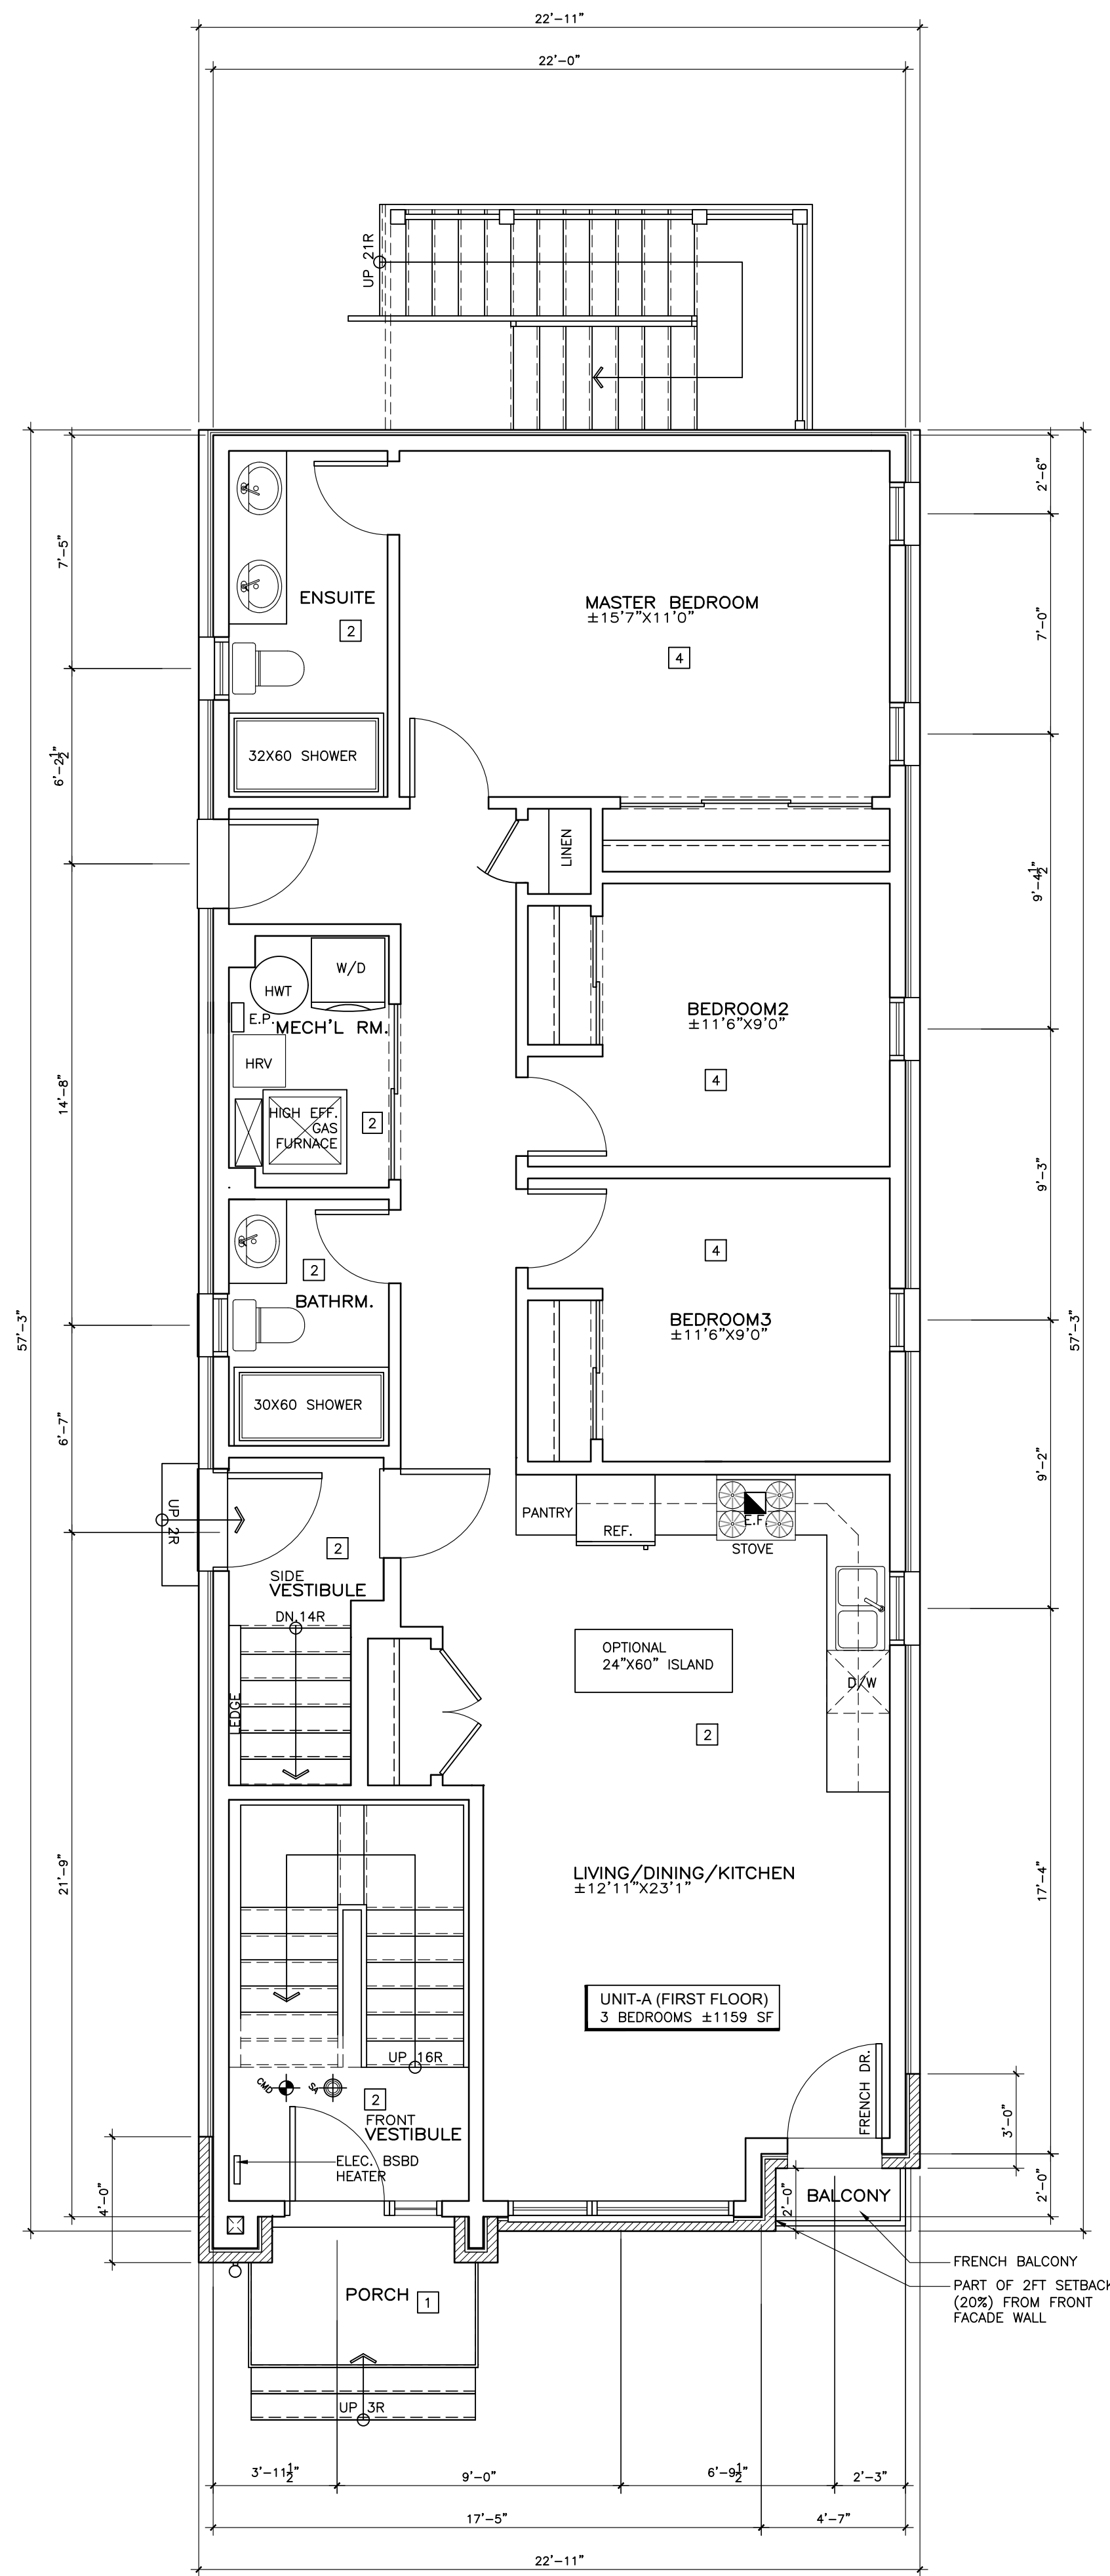 22'-11"
22'-0"
UP 21R
2'-6"
7'-5"
ENSUITE
2
MASTER BEDROOM
±15'7"X11'0"
4
7'-0"
32X60 SHOWER
6'-2½"
LINEN
9'-4½"
W/D
HWT
E.P.
MECH'L RM.
HRV
HIGH EFF.
GAS
FURNACE
2
BEDROOM2
±11'6"X9'0"
4
14'-8"
9'-3"
2
BATHRM.
4
BEDROOM3
±11'6"X9'0"
57'-3"
57'-3"
30X60 SHOWER
6'-7"
9'-2"
UP 2R
PANTRY
REF.
E.F.
STOVE
2
SIDE
VESTIBULE
DN.14R
LEDGE
OPTIONAL
24"X60" ISLAND
D/W
2
21'-9"
17'-4"
LIVING/DINING/KITCHEN
±12'11"X23'1"
UNIT-A (FIRST FLOOR)
3 BEDROOMS ±1159 SF
UP 16R
CMD
SA
2
FRONT
VESTIBULE
ELEC. BSBD
HEATER
FRENCH DR.
3'-0"
4'-0"
2'-0"
BALCONY
2'-0"
FRENCH BALCONY
PART OF 2FT SETBACK
(20%) FROM FRONT
FACADE WALL
PORCH
1
UP 3R
3'-11½"
9'-0"
6'-9½"
2'-3"
17'-5"
4'-7"
22'-11"